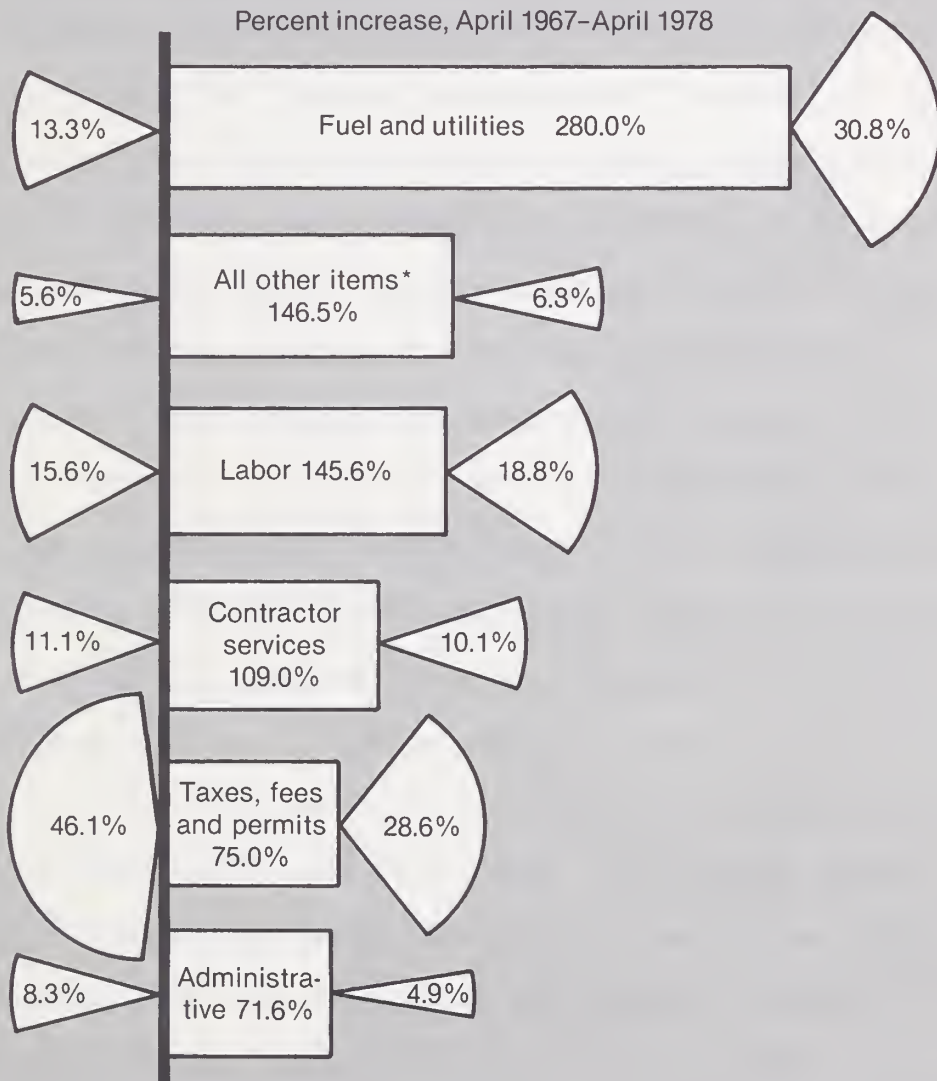 Percent increase, April 1967–April 1978
13.3%
Fuel and utilities 280.0%
30.8%
5.6%
All other items*
146.5%
6.8%
15.6%
Labor 145.6%
18.8%
11.1%
Contractor
services
109.0%
10.1%
46.1%
Taxes, fees
and permits
75.0%
28.6%
8.3%
Administra-
tive 71.6%
4.9%